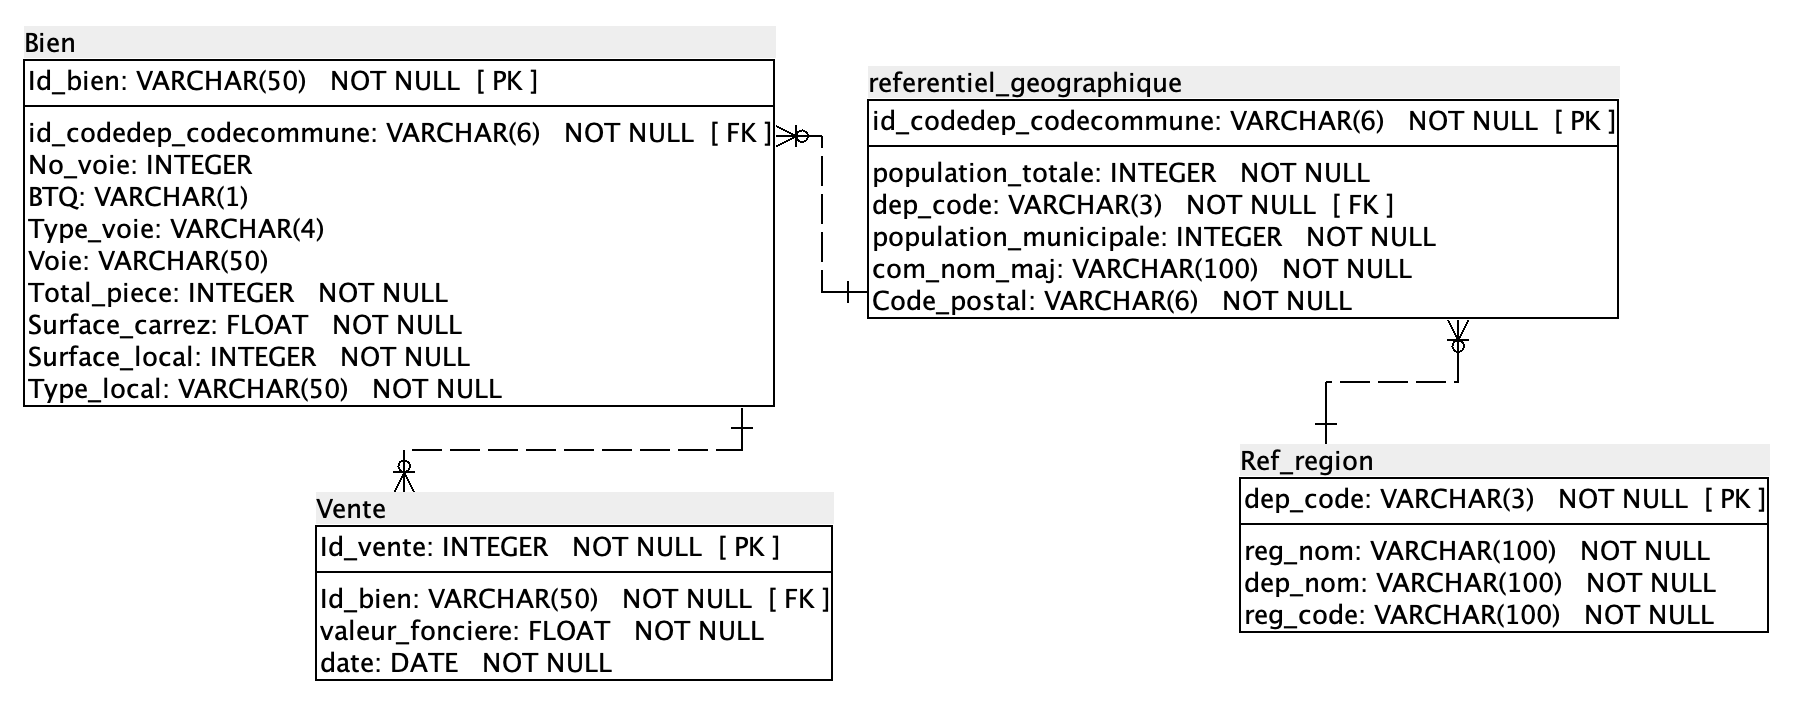 Bien
Id_bien: VARCHAR(50) NOT NULL [ PK ]
id_codedep_codecommune: VARCHAR(6) NOT NULL [ FK ]
No_voie: INTEGER
BTQ: VARCHAR(1)
Type_voie: VARCHAR(4)
Voie: VARCHAR(50)
Total_piece: INTEGER NOT NULL
Surface_carrez: FLOAT NOT NULL
Surface_local: INTEGER NOT NULL
Type_local: VARCHAR(50) NOT NULL
referentiel_geographique
id_codedep_codecommune: VARCHAR(6) NOT NULL [ PK ]
population_totale: INTEGER NOT NULL
dep_code: VARCHAR(3) NOT NULL [ FK ]
population_municipale: INTEGER NOT NULL
com_nom_maj: VARCHAR(100) NOT NULL
Code_postal: VARCHAR(6) NOT NULL
Vente
Id_vente: INTEGER NOT NULL [ PK ]
Id_bien: VARCHAR(50) NOT NULL [ FK ]
valeur_fonciere: FLOAT NOT NULL
date: DATE NOT NULL
Ref_region
dep_code: VARCHAR(3) NOT NULL [ PK ]
reg_nom: VARCHAR(100) NOT NULL
dep_nom: VARCHAR(100) NOT NULL
reg_code: VARCHAR(100) NOT NULL